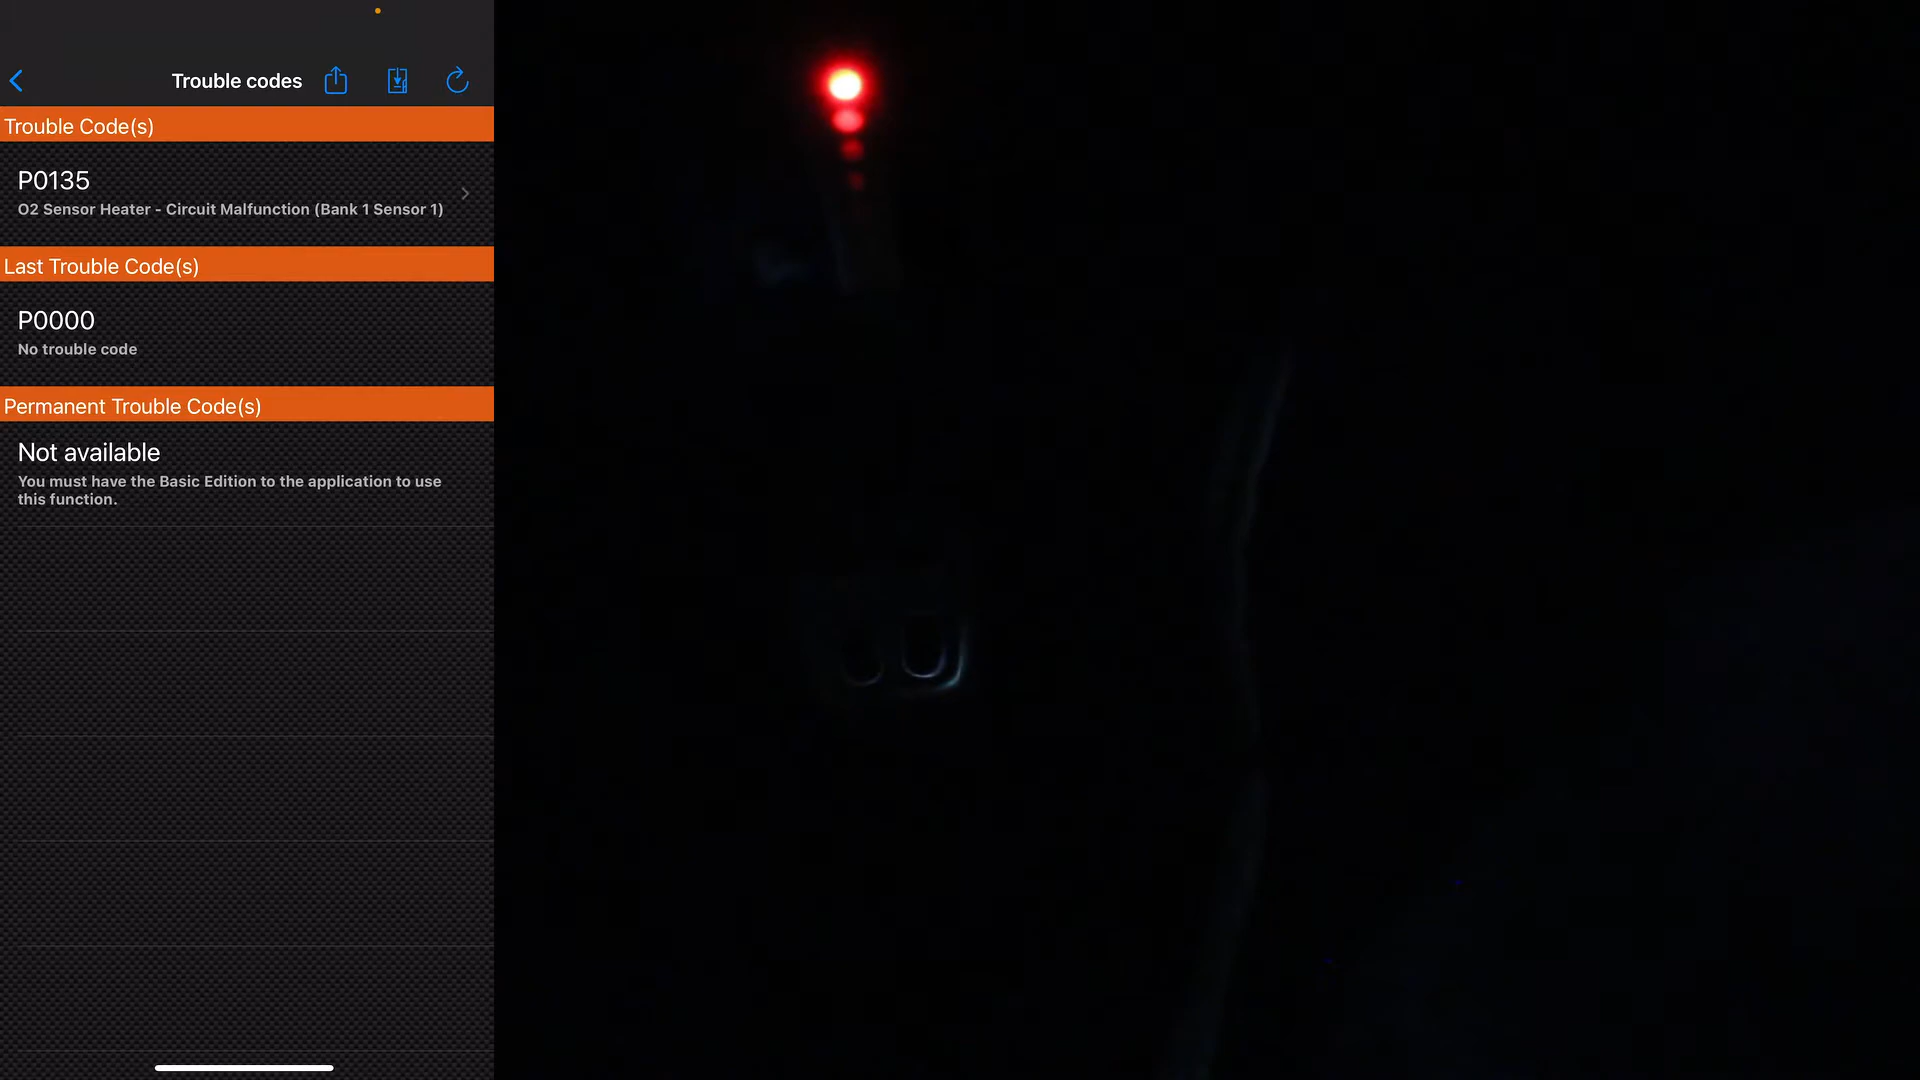 Trouble codes
Trouble Code(s)
P0135
O2 Sensor Heater - Circuit Malfunction (Bank 1 Sensor 1)
Last Trouble Code(s)
P0000
No trouble code
Permanent Trouble Code(s)
Not available
You must have the Basic Edition to the application to use
this function.